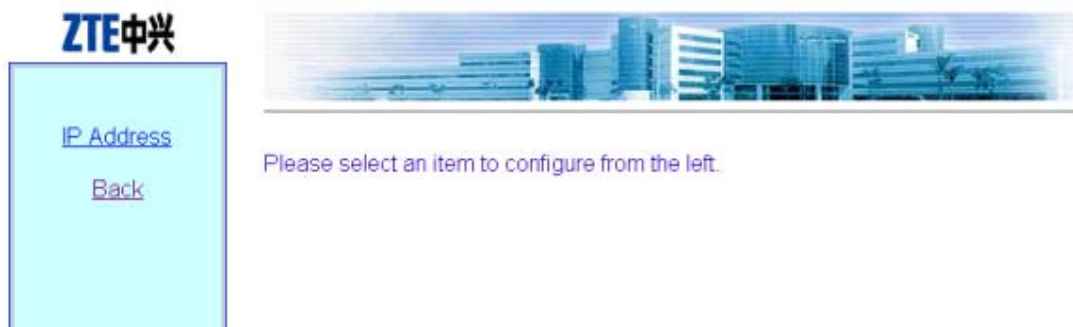 ZTE中兴
IP Address
Back
Please select an item to configure from the left.